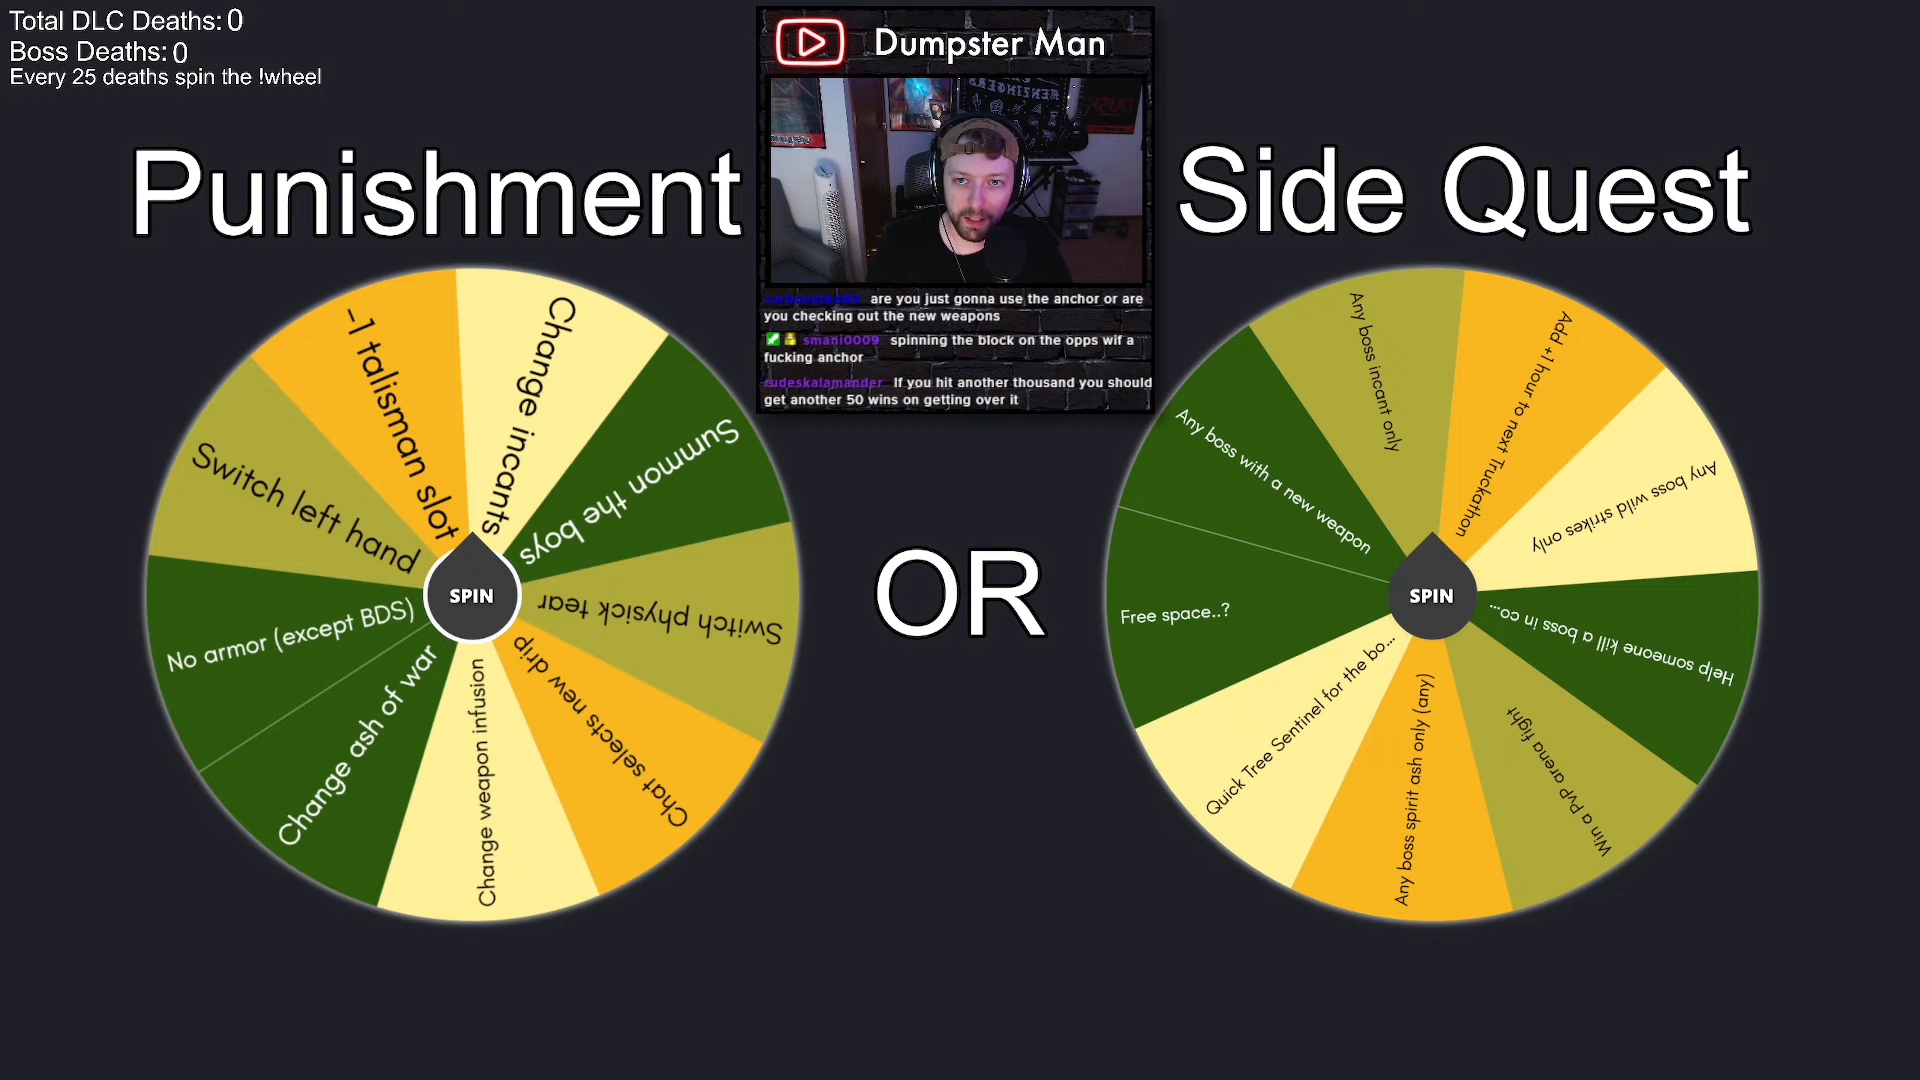 Total DLC Deaths: 0
Boss Deaths: 0
Every 25 deaths spin the !wheel
Dumpster Man
Punishment
Side Quest
carbonated43 are you just gonna use the anchor or are
you checking out the new weapons
smani0009 spinning the block on the opps wif a
fucking anchor
rudeskalamander If you hit another thousand you should
get another 50 wins on getting over it
-1 talisman slot
Change incants
Summon the boys
Switch physick tear
Chat selects new drip
Change weapon infusion
Change ash of war
No armor (except BDS)
Switch left hand
SPIN
OR
Any boss incant only
Add +1 hour to next Truckathon
Any boss wild strikes only
Help someone kill a boss in co...
Win a PvP arena fight
Any boss spirit ash only (any)
Quick Tree Sentinel for the bo...
Free space..?
Any boss with a new weapon
SPIN